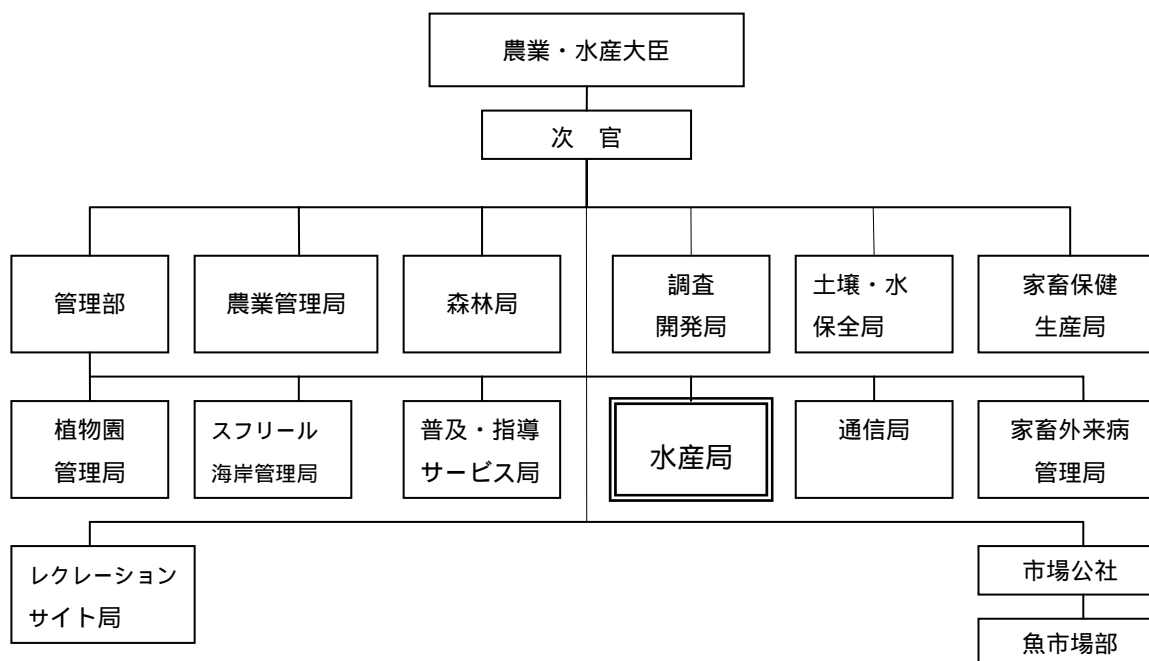 農業・水産大臣
次　官
管理部
農業管理局
森林局
調査
開発局
土壌・水
保全局
家畜保健
生産局
植物園
管理局
スフリール
海岸管理局
普及・指導
サービス局
水産局
通信局
家畜外来病
管理局
レクレーション
サイト局
市場公社
魚市場部